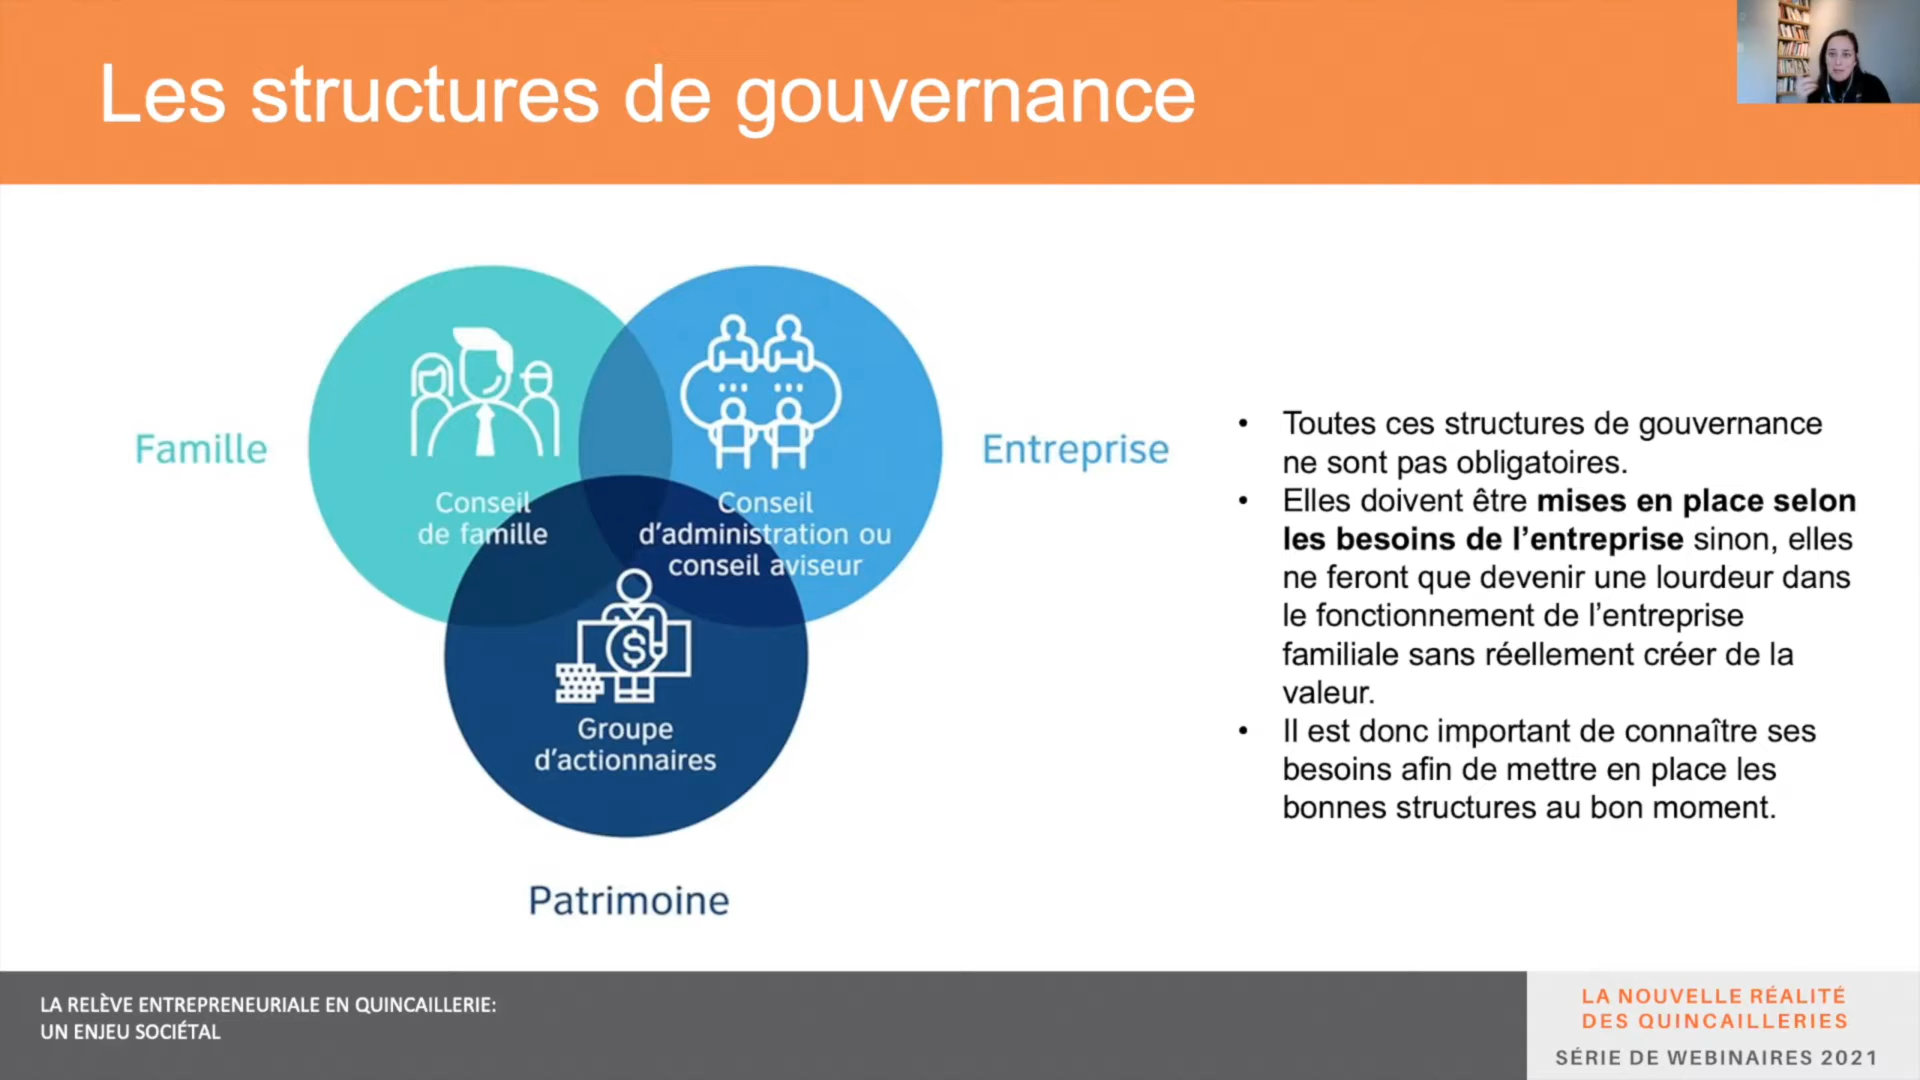 Les structures de gouvernance
Famille
Conseil
de famille
Conseil
d'administration ou
conseil aviseur
Entreprise
$
Groupe
d'actionnaires
Patrimoine
• Toutes ces structures de gouvernance
ne sont pas obligatoires.
• Elles doivent être mises en place selon
les besoins de l'entreprise sinon, elles
ne feront que devenir une lourdeur dans
le fonctionnement de l'entreprise
familiale sans réellement créer de la
valeur.
• Il est donc important de connaître ses
besoins afin de mettre en place les
bonnes structures au bon moment.
LA RELÈVE ENTREPRENEURIALE EN QUINCAILLERIE:
UN ENJEU SOCIÉTAL
LA NOUVELLE RÉALITÉ
DES QUINCAILLERIES
SÉRIE DE WEBINAIRES 2021